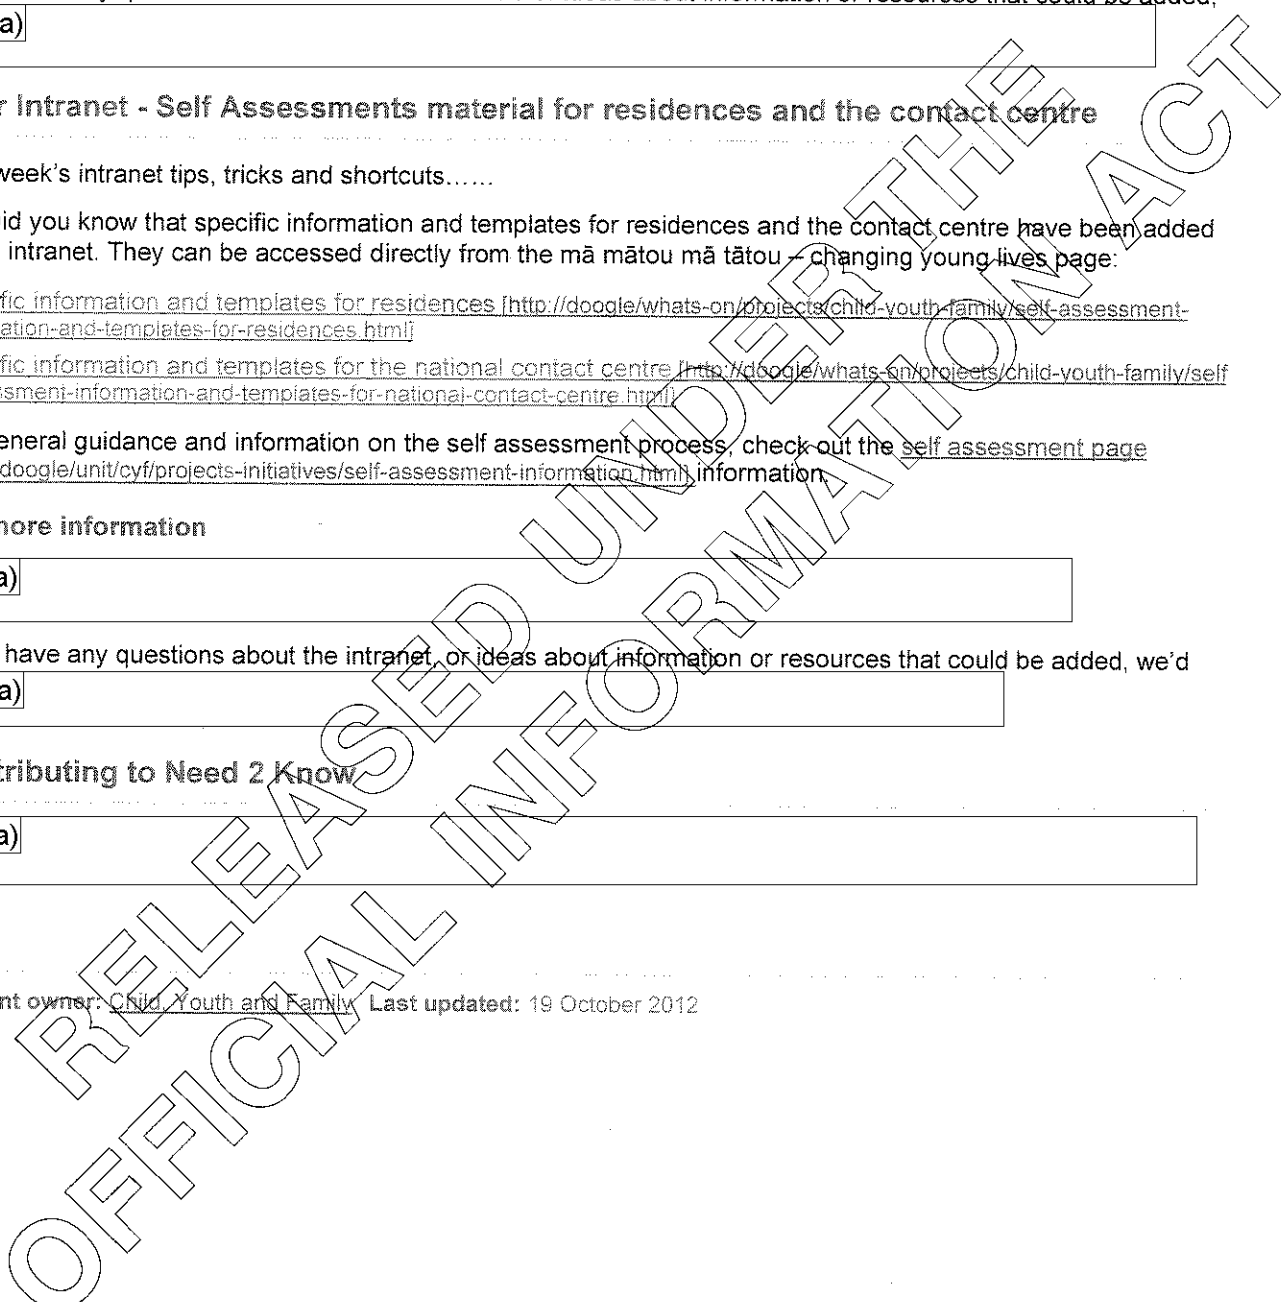 information or resources that could be added,
a)
r Intranet - Self Assessments material for residences and the contact centre
week's intranet tips, tricks and shortcuts......
id you know that specific information and templates for residences and the contact centre have been added
intranet. They can be accessed directly from the mā mātou mā tātou – changing young lives page:
fic information and templates for residences [http://doogle/whats-on/projects/child-youth-family/self-assessment-
ation-and-templates-for-residences.html]
fic information and templates for the national contact centre [http://doogle/whats-on/projects/child-youth-family/self
ssment-information-and-templates-for-national-contact-centre.html]
eneral guidance and information on the self assessment process, check out the self assessment page
doogle/unit/cyf/projects-initiatives/self-assessment-information.html] information.
nore information
a)
have any questions about the intranet, or ideas about information or resources that could be added, we'd
a)
tributing to Need 2 Know
a)
nt owner: Child, Youth and Family Last updated: 19 October 2012
RELEASED UNDER THE
OFFICIAL INFORMATION ACT